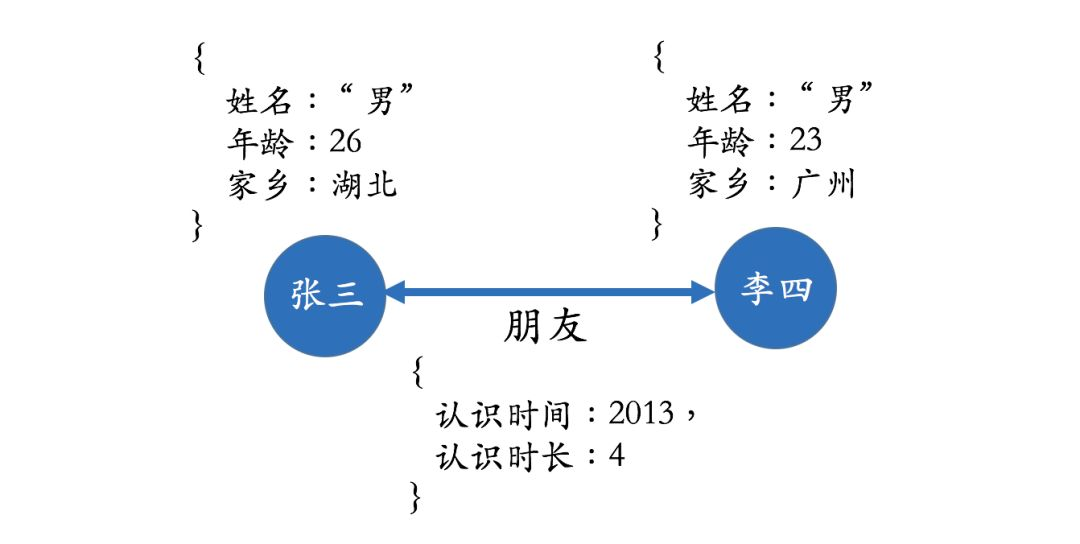 {
姓名：“男”
年龄：26
家乡：湖北
}
张三
{
姓名：“男”
年龄：23
家乡：广州
}
李四
朋友
{
认识时间：2013，
认识时长：4
}